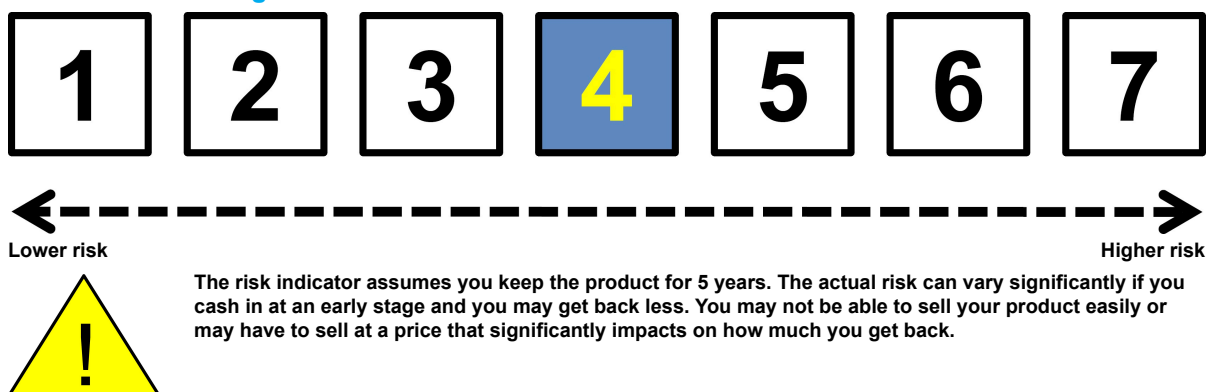 1 2 3 4 5 6 7
Lower risk Higher risk
The risk indicator assumes you keep the product for 5 years. The actual risk can vary significantly if you
cash in at an early stage and you may get back less. You may not be able to sell your product easily or
may have to sell at a price that significantly impacts on how much you get back.
!